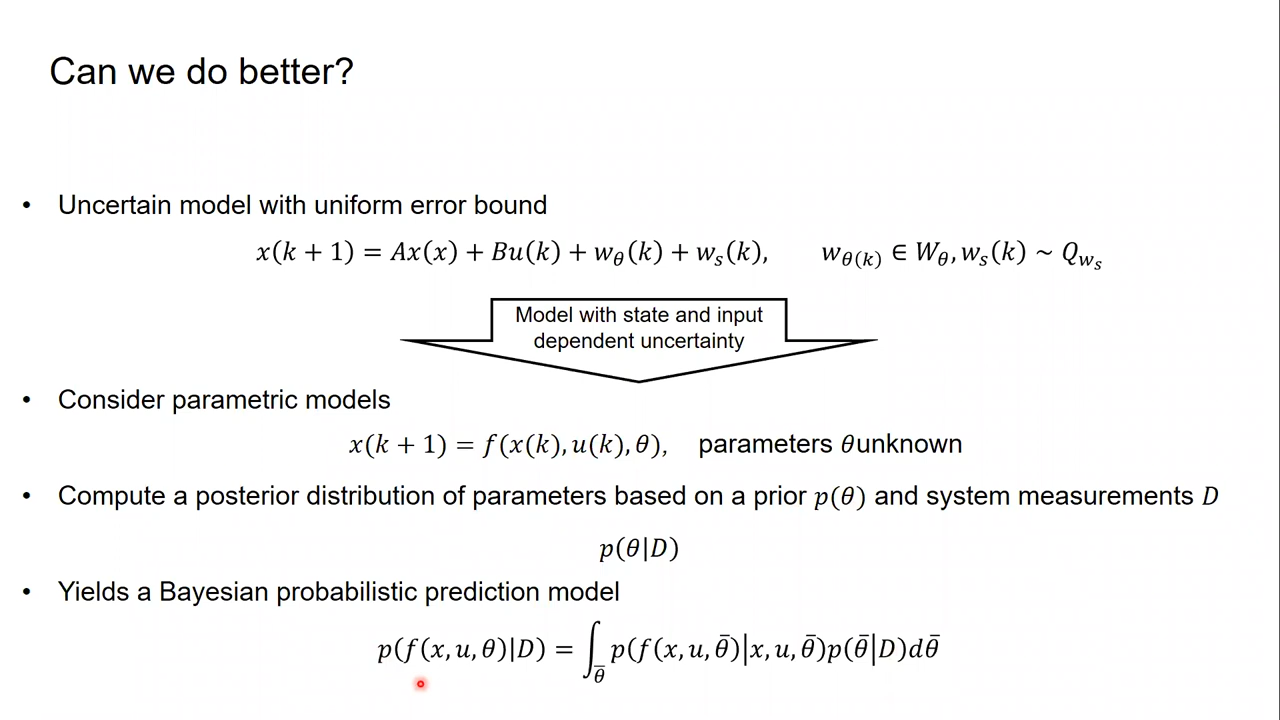 Can we do better?
• Uncertain model with uniform error bound
x(k + 1) = Ax(x) + Bu(k) + w_θ(k) + w_s(k), w_θ(k) ∈ W_θ, w_s(k) ~ Q_{w_s}
Model with state and input
dependent uncertainty
• Consider parametric models
x(k + 1) = f(x(k), u(k), θ), parameters θunknown
• Compute a posterior distribution of parameters based on a prior p(θ) and system measurements D
p(θ|D)
• Yields a Bayesian probabilistic prediction model
p(f(x, u, θ)|D) = ∫_θ̄ p(f(x, u, θ̄)|x, u, θ̄)p(θ̄|D)dθ̄